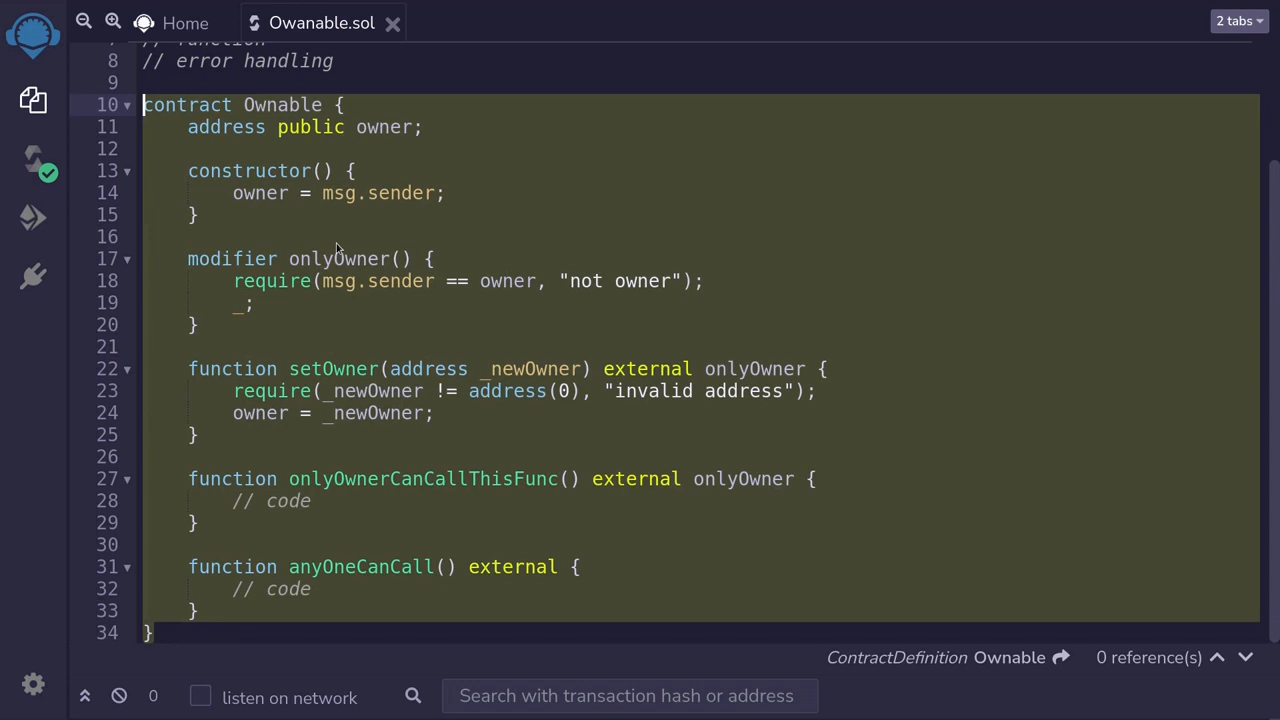 Home
Owanable.sol
2 tabs
7 // function
8 // error handling
9
10 contract Ownable {
11     address public owner;
12
13     constructor() {
14         owner = msg.sender;
15     }
16
17     modifier onlyOwner() {
18         require(msg.sender == owner, "not owner");
19         _;
20     }
21
22     function setOwner(address _newOwner) external onlyOwner {
23         require(_newOwner != address(0), "invalid address");
24         owner = _newOwner;
25     }
26
27     function onlyOwnerCanCallThisFunc() external onlyOwner {
28         // code
29     }
30
31     function anyOneCanCall() external {
32         // code
33     }
34 }
ContractDefinition Ownable 0 reference(s)
0 listen on network Search with transaction hash or address